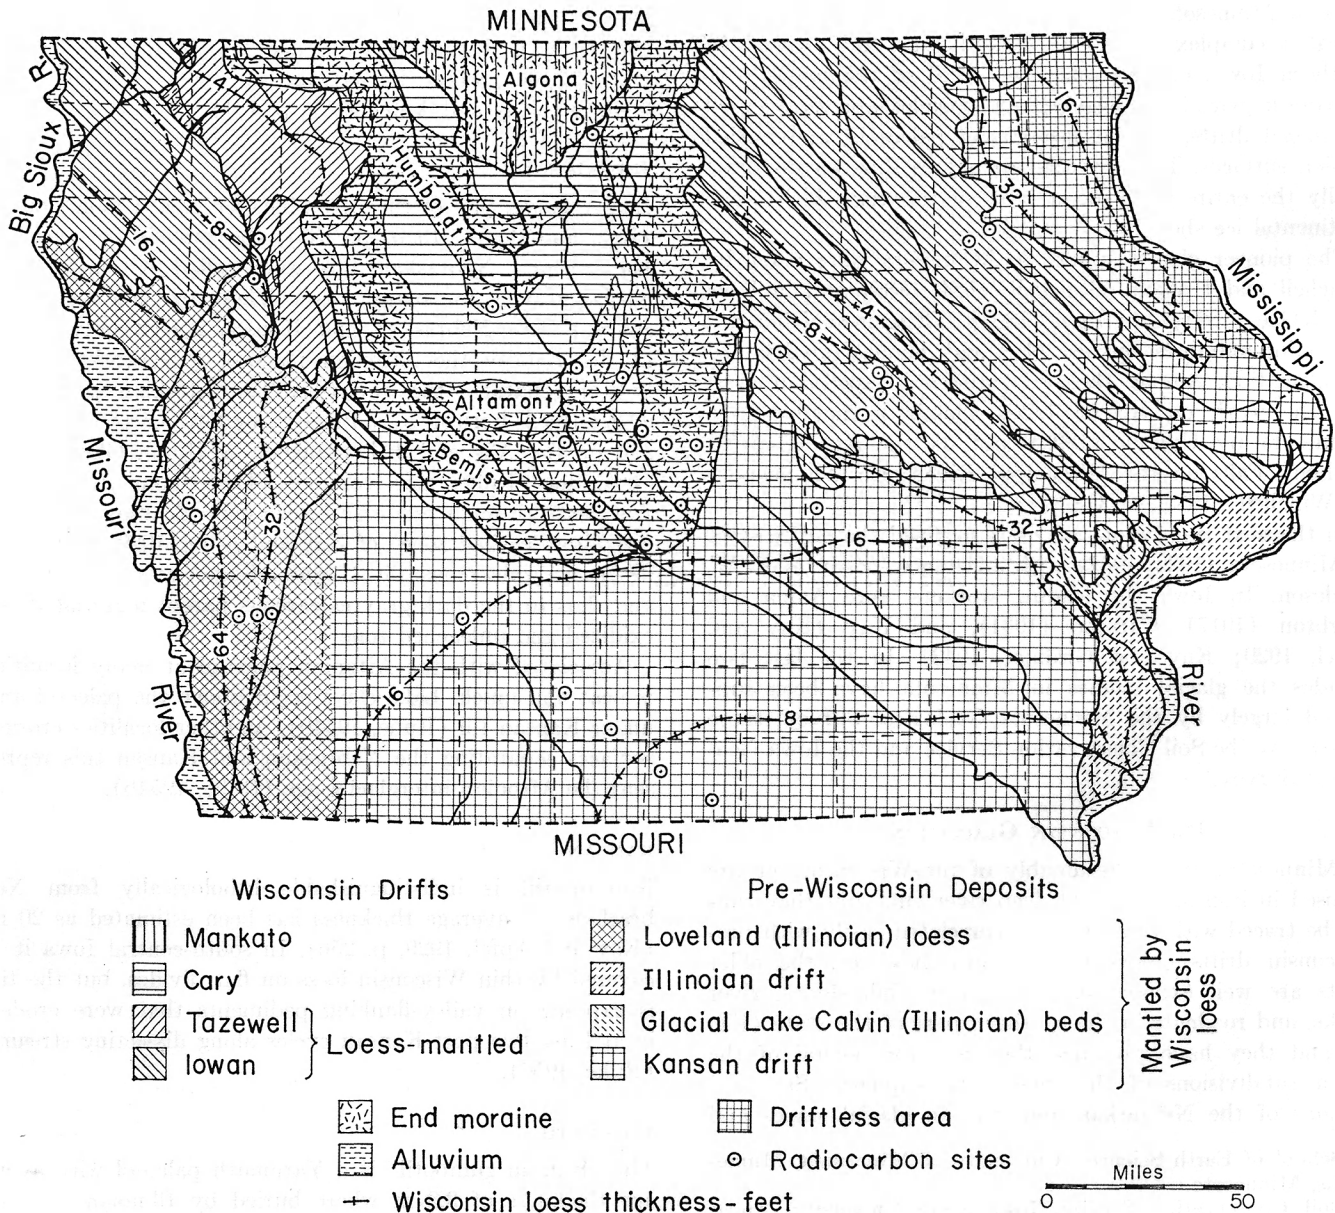 MINNESOTA
Algona
Big Sioux R.
4
16
Humboldt
32
8
16
Mississippi
4
8
Altamont
Bemis
Missouri
32
32
16
64
River
16
8
River
MISSOURI
Wisconsin Drifts
Mankato
Cary
Tazewell
Iowan
Loess-mantled
Pre-Wisconsin Deposits
Loveland (Illinoian) loess
Illinoian drift
Glacial Lake Calvin (Illinoian) beds
Kansan drift
Mantled by
Wisconsin
loess
End moraine
Alluvium
Wisconsin loess thickness-feet
Driftless area
Radiocarbon sites
Miles
0 50